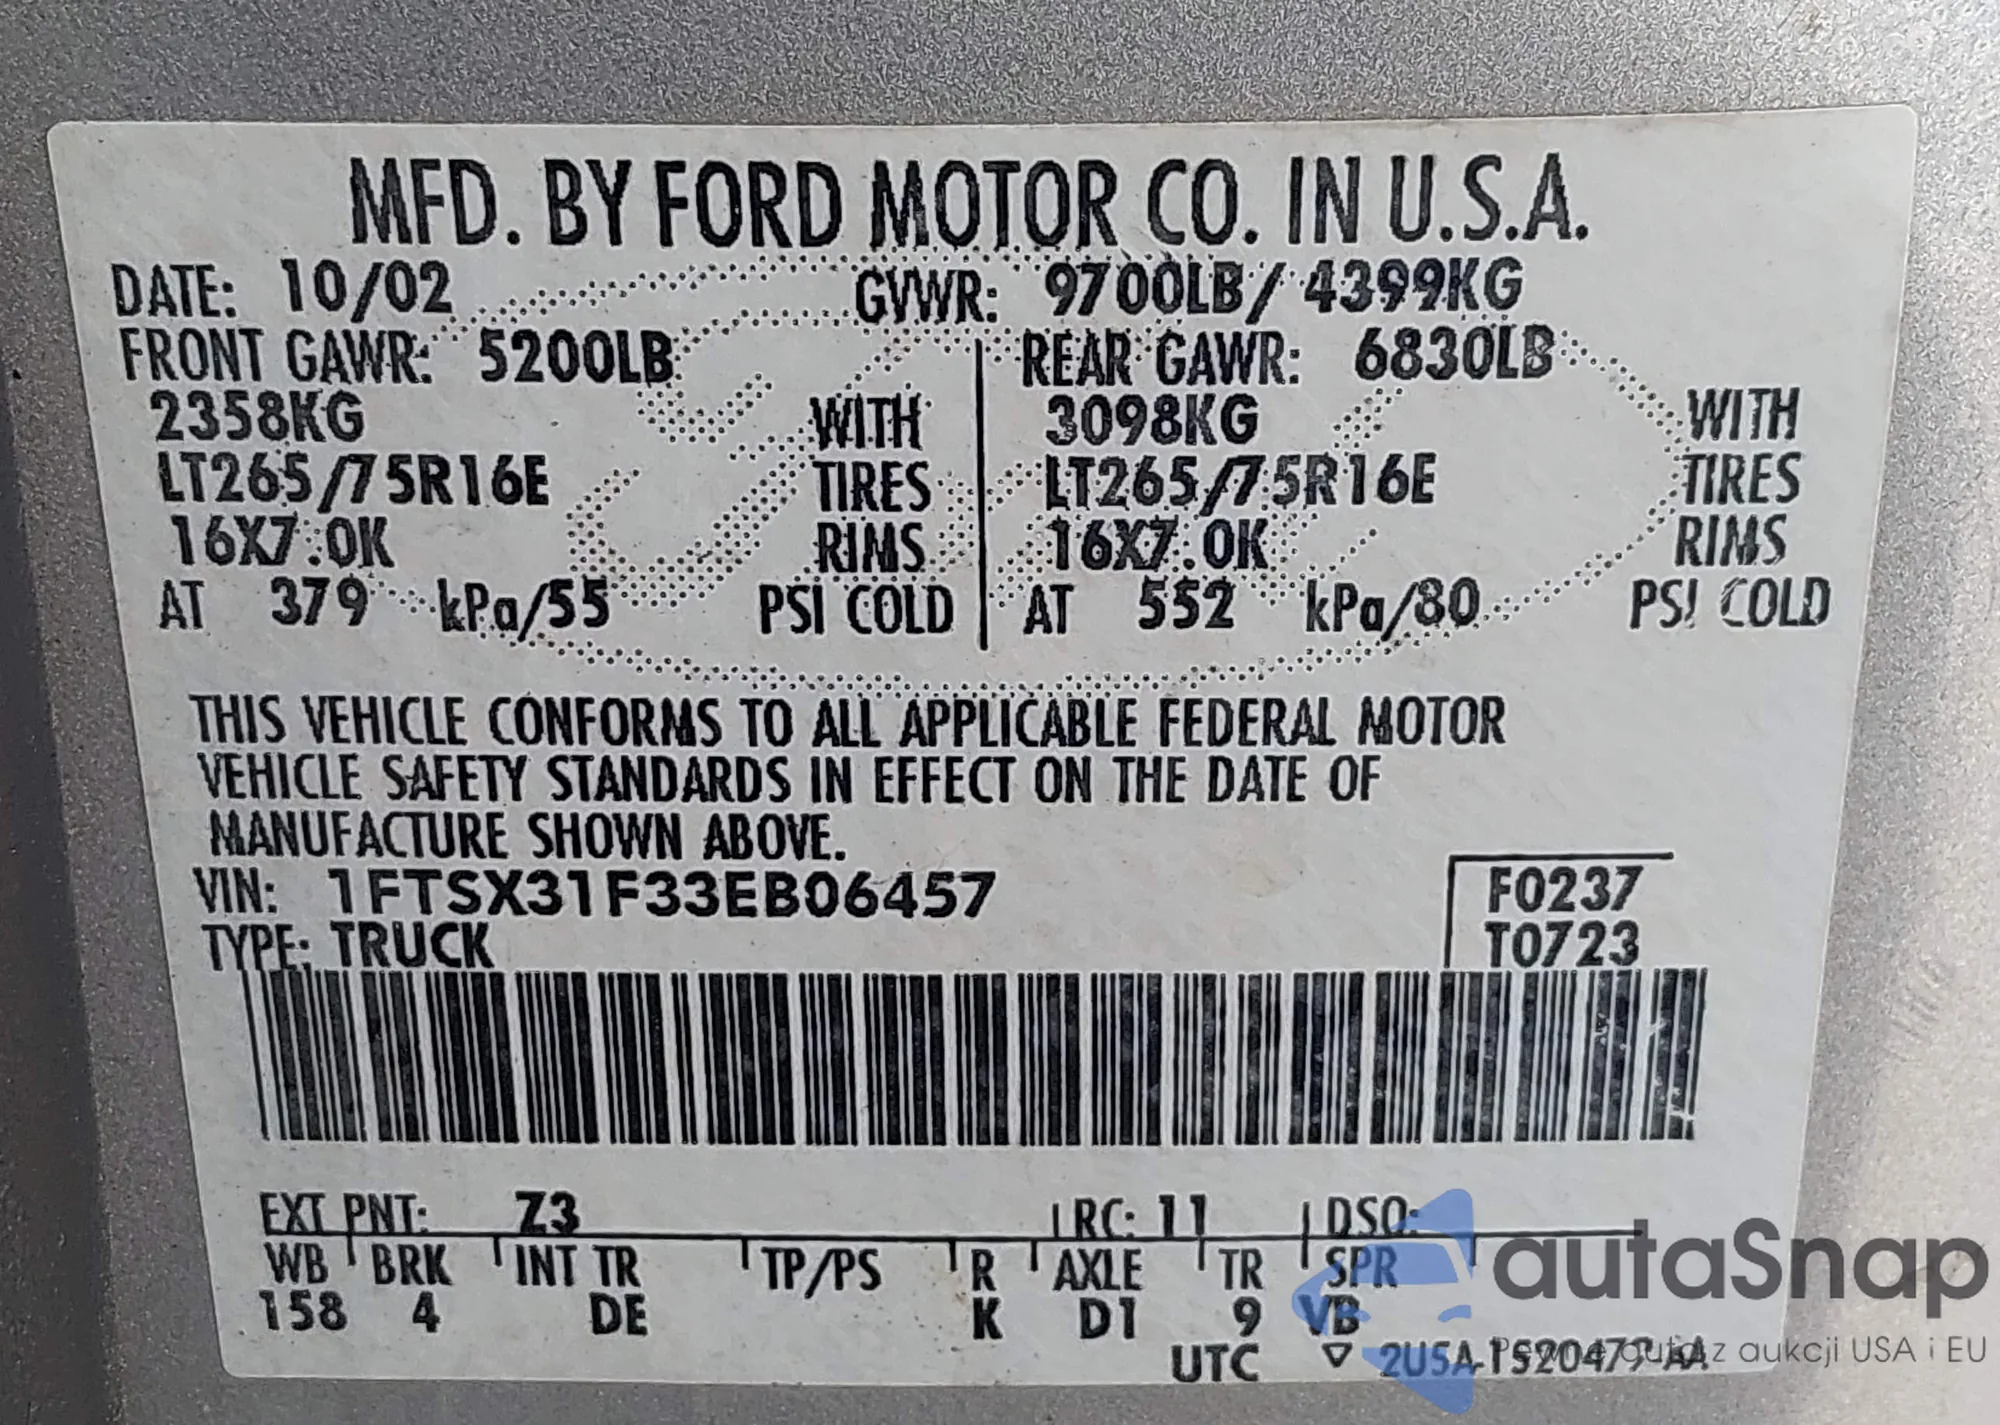 MFD. BY FORD MOTOR CO. IN U.S.A.
DATE: 10/02 GVWR: 9700LB/ 4399KG
FRONT GAWR: 5200LB REAR GAWR: 6830LB
2358KG WITH 3098KG WITH
LT265/75R16E TIRES LT265/75R16E TIRES
16X7.0K RIMS 16X7.0K RIMS
AT 379 kPa/55 PSI COLD AT 552 kPa/80 PSI COLD
THIS VEHICLE CONFORMS TO ALL APPLICABLE FEDERAL MOTOR
VEHICLE SAFETY STANDARDS IN EFFECT ON THE DATE OF
MANUFACTURE SHOWN ABOVE.
VIN: 1FTSX31F33EB06457 F0237
TYPE: TRUCK T0723
EXT PNT: Z3 RC: 11 DSO:
WB BRK INT TR TP/PS R AXLE TR SPR
158 4 DE K D1 9 VB
UTC ▽ 2U5A-1520472-AA
autaSnap
Pewne auta z aukcji USA i EU